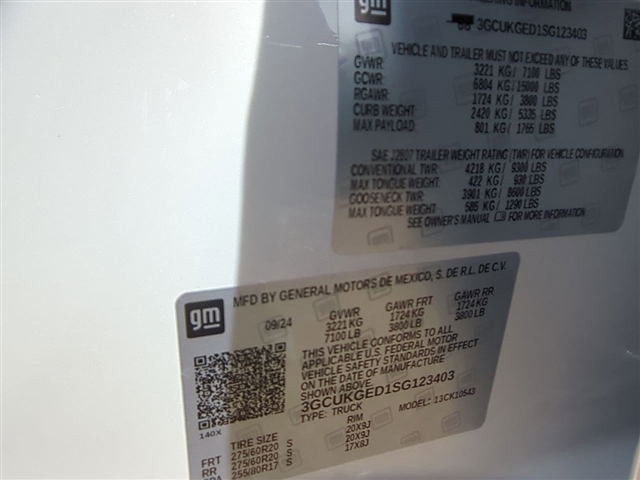 gm
INFORMATION
3GCUKGED1SG123403
VEHICLE AND TRAILER MUST NOT EXCEED ANY OF THESE VALUES
GVWR 3221 KG/ 7100 LBS
GCWR: 6804 KG/ 15000 LBS
RGAWR: 1724 KG/ 3800 LBS
CURB WEIGHT: 2420 KG/ 5335 LBS
MAX PAYLOAD: 801 KG/ 1765 LBS
SAE J2807 TRAILER WEIGHT RATING (TWR) FOR VEHICLE CONFIGURATION
CONVENTIONAL TWR: 4218 KG/ 9300 LBS
MAX TONGUE WEIGHT: 422 KG/ 930 LBS
GOOSENECK TWR: 3901 KG/ 8600 LBS
MAX TONGUE WEIGHT: 585 KG/ 1290 LBS
SEE OWNER'S MANUAL FOR MORE INFORMATION
gm
MFD BY GENERAL MOTORS DE MEXICO, S. DE R.L. DE C.V.
09/24 GVWR GAWR FRT GAWR RR
3221 KG 1724 KG 1724 KG
7100 LB 3800 LB 3800 LB
THIS VEHICLE CONFORMS TO ALL
APPLICABLE U.S. FEDERAL MOTOR
VEHICLE SAFETY STANDARDS IN EFFECT
ON THE DATE OF MANUFACTURE
SHOWN ABOVE.
3GCUKGED1SG123403
TYPE: TRUCK MODEL: 13CK10543
140X
TIRE SIZE RIM
FRT 275/60R20 S 20X9J
RR 275/60R20 S 20X9J
SPA 255/80R17 S 17X8J